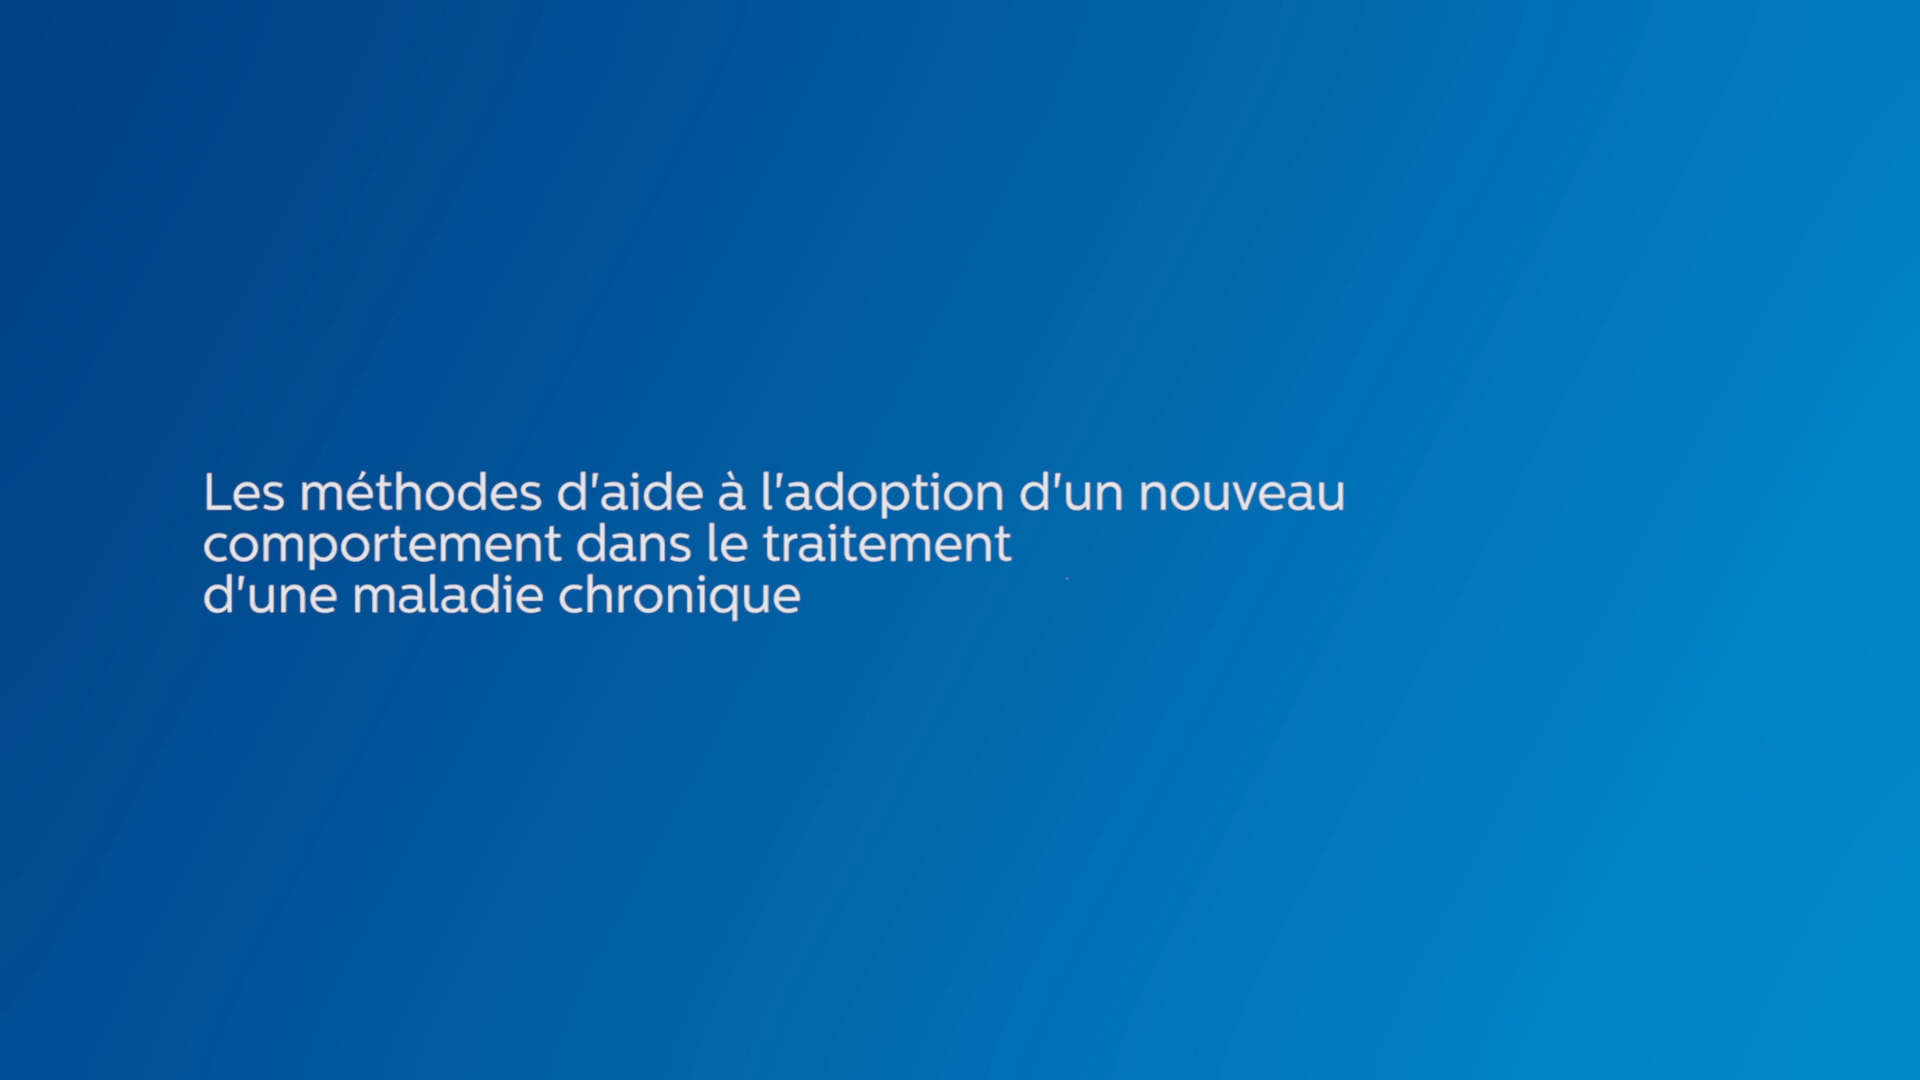 Les méthodes d'aide à l'adoption d'un nouveau
comportement dans le traitement
d'une maladie chronique